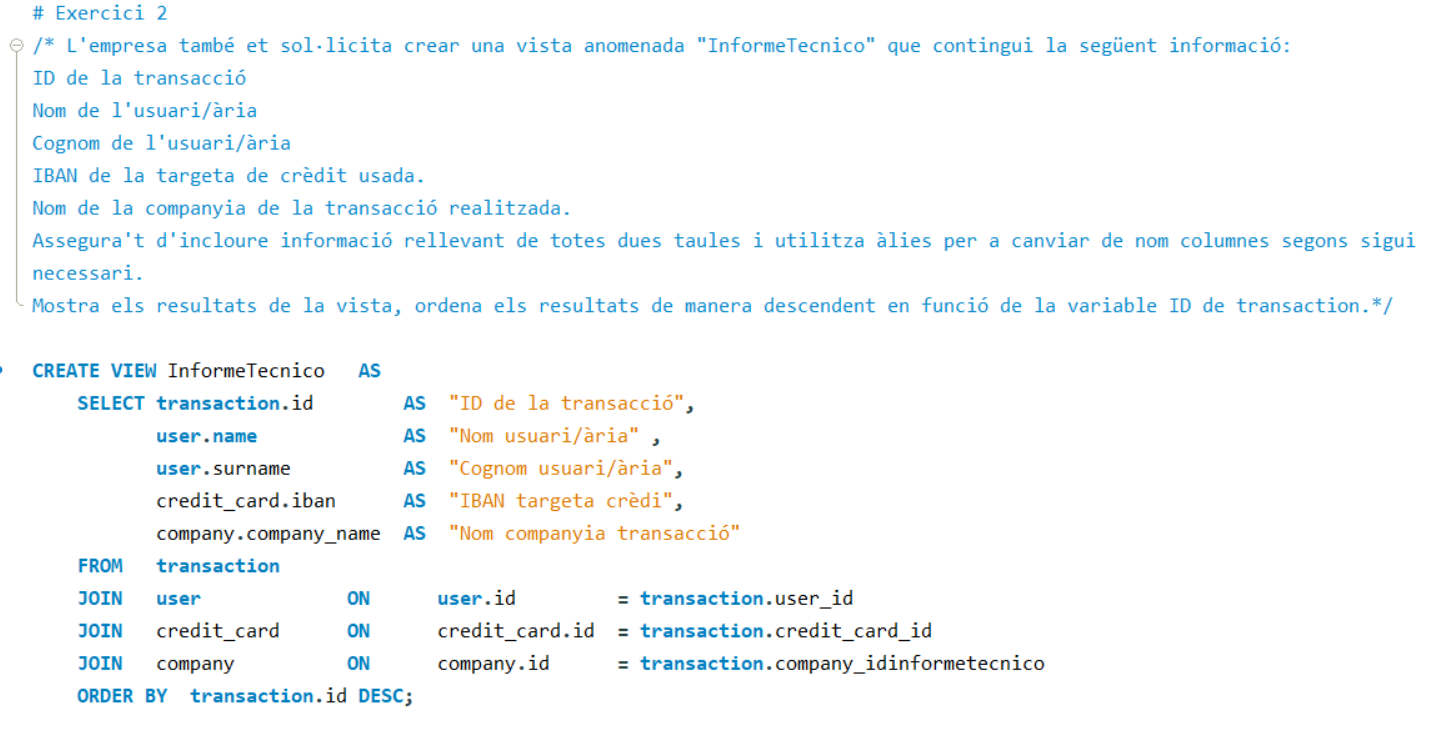 # Exercici 2
/* L'empresa també et sol·licita crear una vista anomenada "InformeTecnico" que contingui la següent informació:
ID de la transacció
Nom de l'usuari/ària
Cognom de l'usuari/ària
IBAN de la targeta de crèdit usada.
Nom de la companyia de la transacció realitzada.
Assegura't d'incloure informació rellevant de totes dues taules i utilitza àlies per a canviar de nom columnes segons sigui
necessari.
Mostra els resultats de la vista, ordena els resultats de manera descendent en funció de la variable ID de transaction.*/
CREATE VIEW InformeTecnico AS
SELECT transaction.id AS "ID de la transacció",
user.name AS "Nom usuari/ària" ,
user.surname AS "Cognom usuari/ària",
credit_card.iban AS "IBAN targeta crèdi",
company.company_name AS "Nom companyia transacció"
FROM transaction
JOIN user ON user.id = transaction.user_id
JOIN credit_card ON credit_card.id = transaction.credit_card_id
JOIN company ON company.id = transaction.company_idinformetecnico
ORDER BY transaction.id DESC;